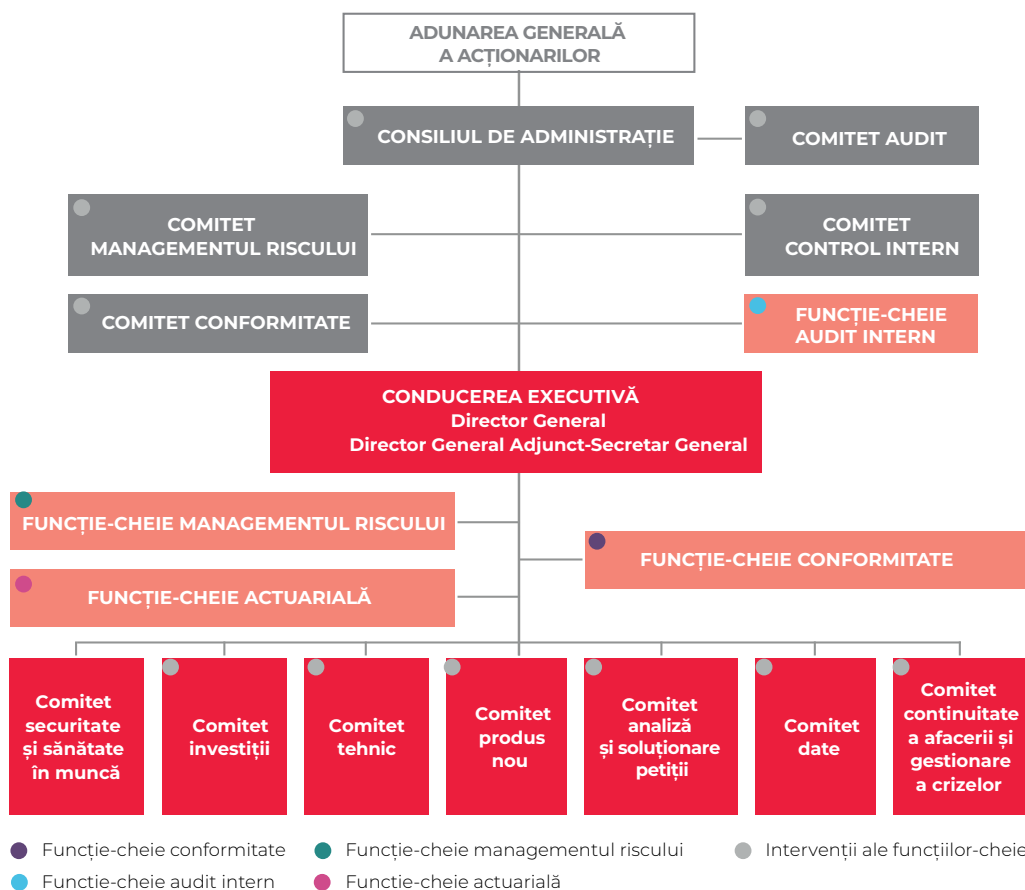 ADUNAREA GENERALĂ
A ACȚIONARILOR
CONSILIUL DE ADMINISTRAȚIE
COMITET AUDIT
COMITET
MANAGEMENTUL RISCULUI
COMITET
CONTROL INTERN
COMITET CONFORMITATE
FUNCȚIE-CHEIE
AUDIT INTERN
CONDUCEREA EXECUTIVĂ
Director General
Director General Adjunct-Secretar General
FUNCȚIE-CHEIE MANAGEMENTUL RISCULUI
FUNCȚIE-CHEIE CONFORMITATE
FUNCȚIE-CHEIE ACTUARIALĂ
Comitet
securitate
și sănătate
în muncă
Comitet
investiții
Comitet
tehnic
Comitet
produs
nou
Comitet
analiză
și soluționare
petiții
Comitet
date
Comitet
continuitate
a afacerii și
gestionare
a crizelor
Funcție-cheie conformitate
Funcție-cheie managementul riscului
Intervenții ale funcțiilor-cheie
Funcție-cheie audit intern
Funcție-cheie actuarială